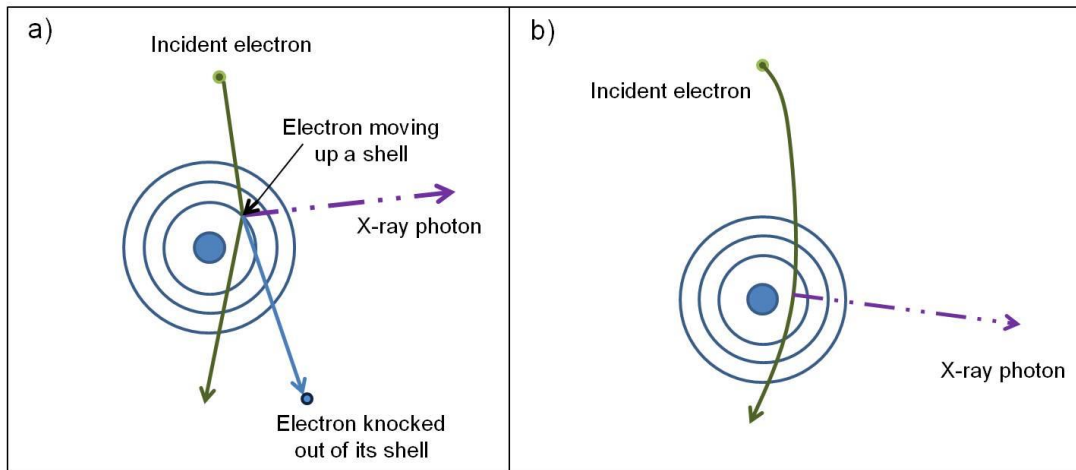 a)
Incident electron
Electron moving
up a shell
X-ray photon
Electron knocked
out of its shell
b)
Incident electron
X-ray photon